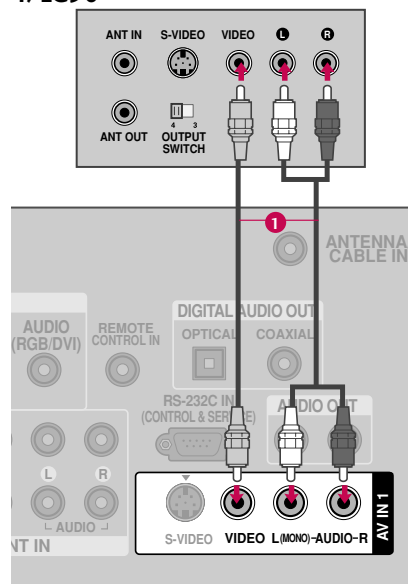 ANT IN S-VIDEO VIDEO L R
ANT OUT
4 3
OUTPUT
SWITCH
1
ANTENNA
CABLE IN
DIGITAL AUDIO OUT
OPTICAL COAXIAL
AUDIO
(RGB/DVI)
REMOTE
CONTROL IN
RS-232C IN
(CONTROL & SERVICE)
AUDIO OUT
L R
AUDIO
NT IN
S-VIDEO VIDEO L(MONO)-AUDIO-R
AV IN 1